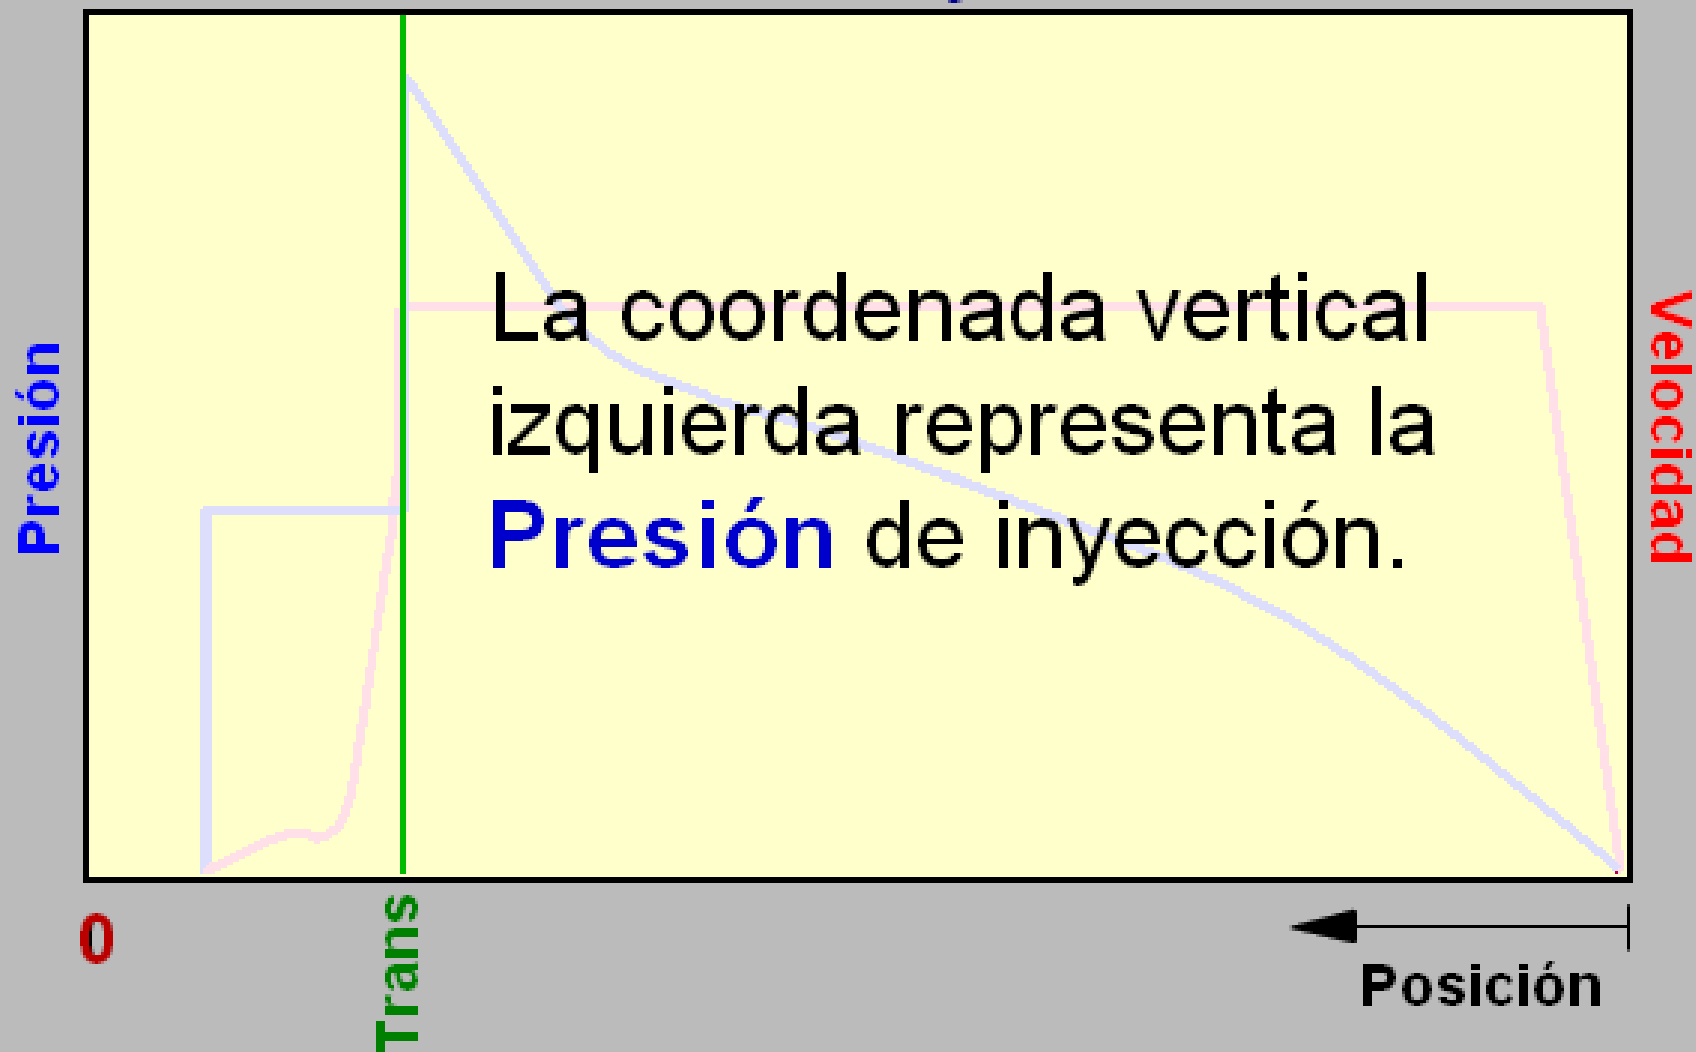 La coordenada vertical
izquierda representa la
Presión de inyección.
Presión
Velocidad
0
Trans
Posición